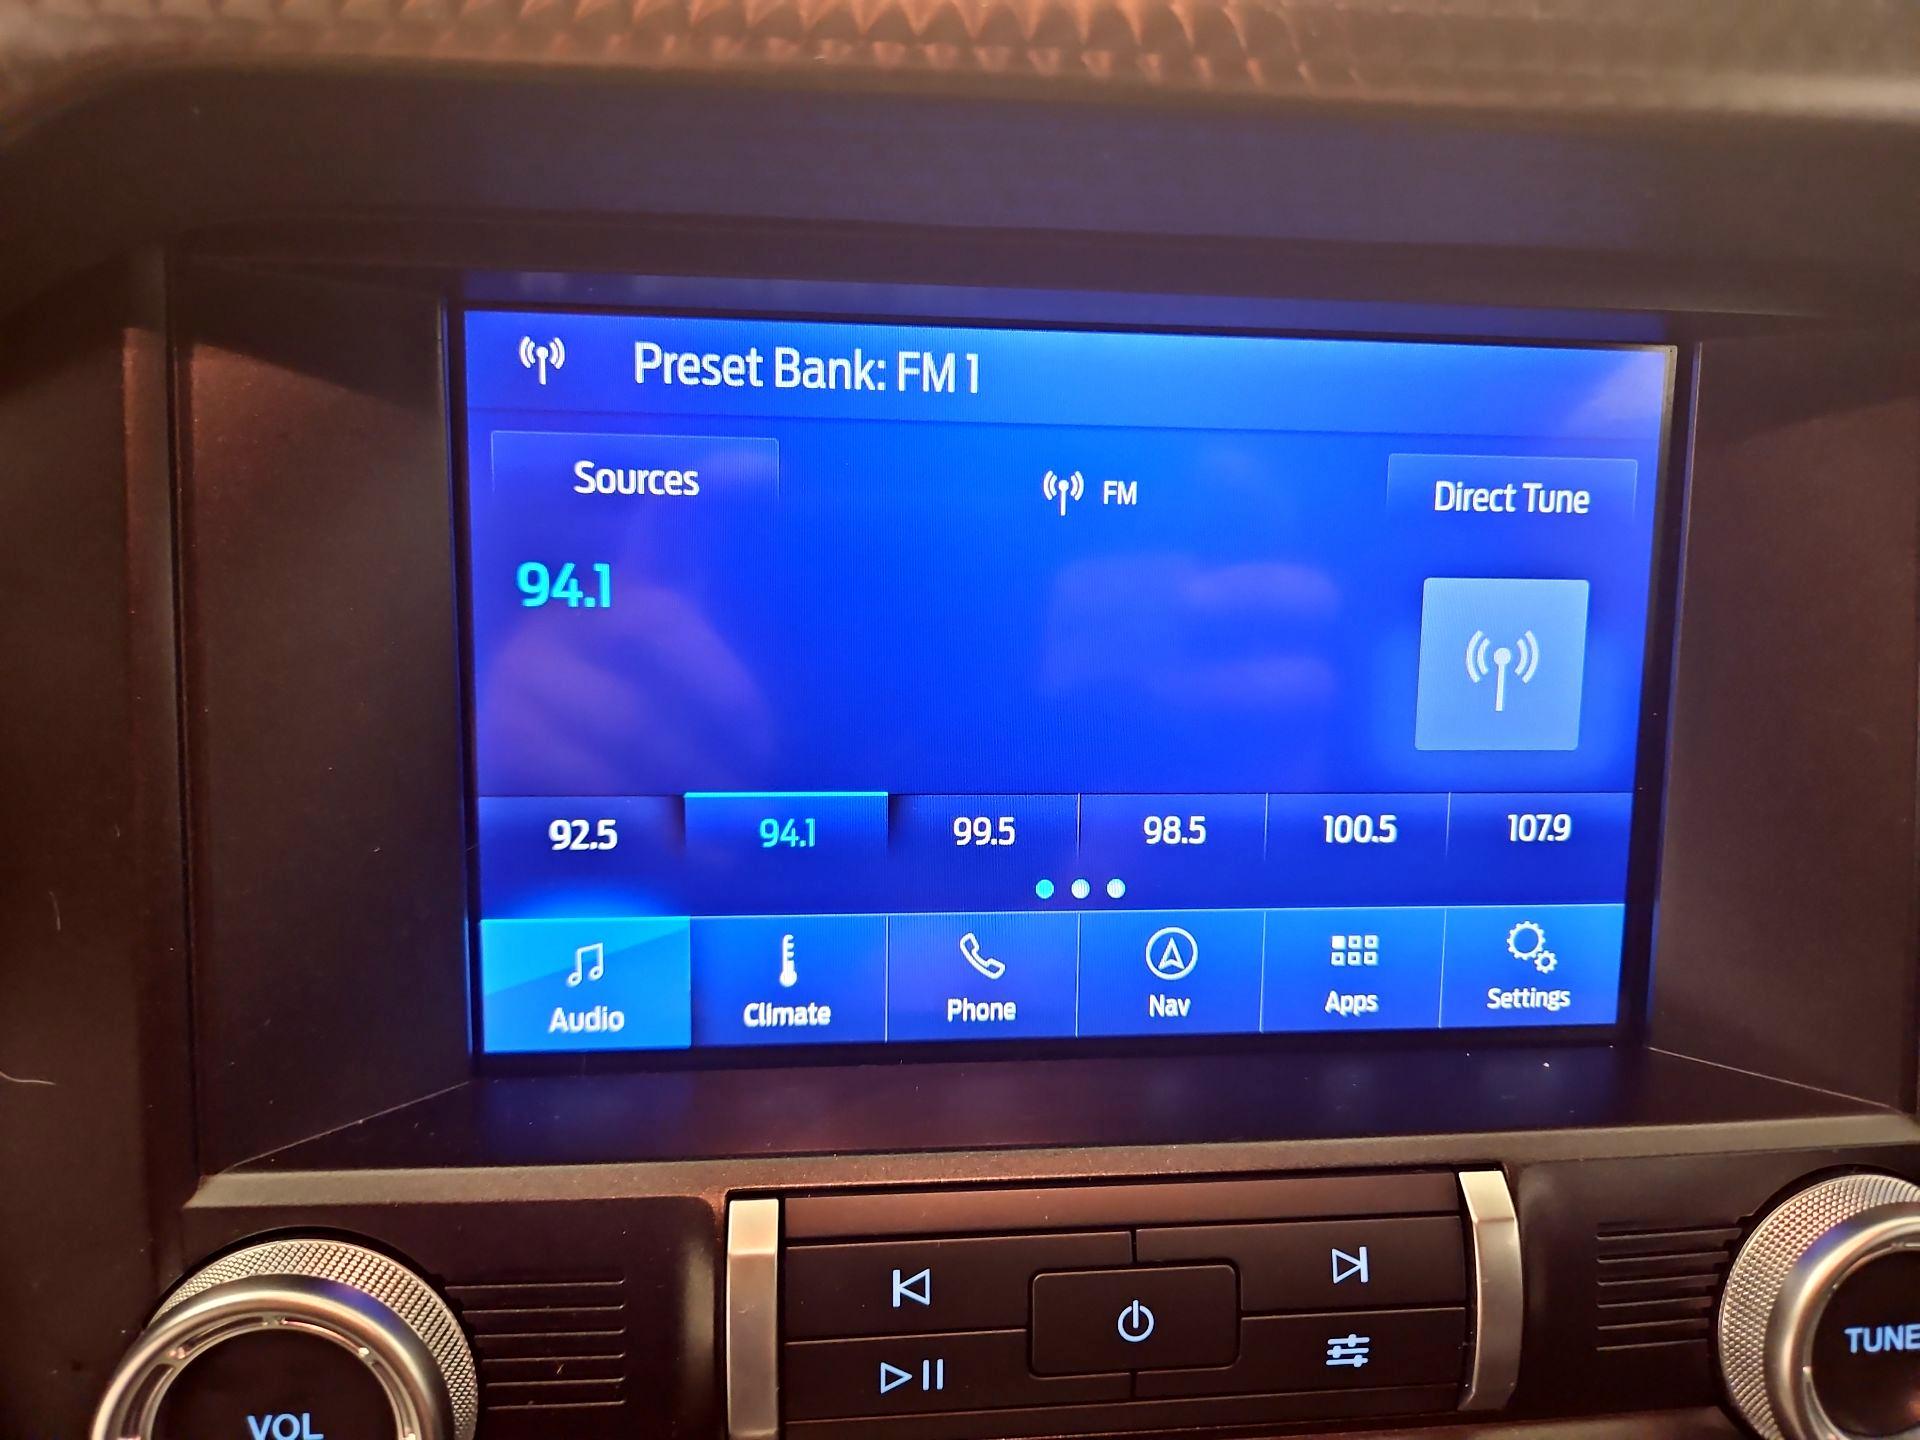 Preset Bank: FM 1
Sources
FM
Direct Tune
94.1
92.5 94.1 99.5 98.5 100.5 107.9
Audio Climate Phone Nav Apps Settings
VOL
TUNE